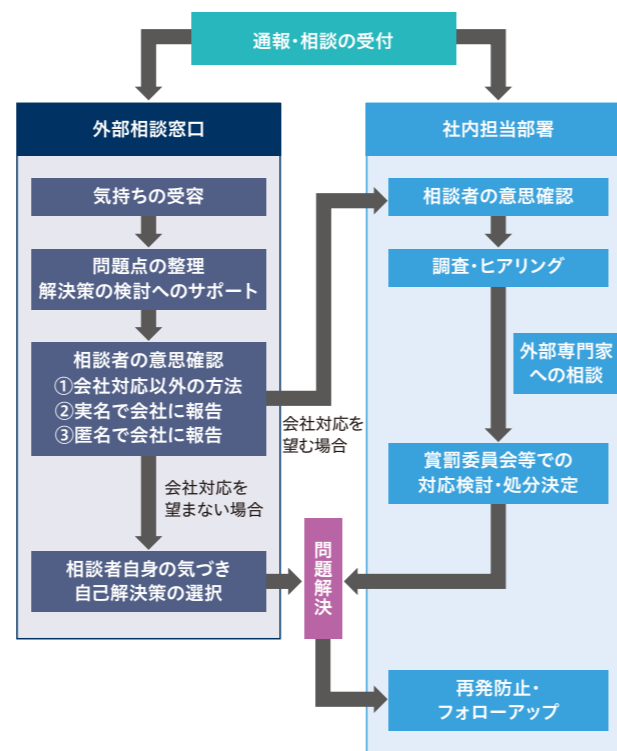 通報・相談の受付
外部相談窓口
気持ちの受容
問題点の整理
解決策の検討へのサポート
相談者の意思確認
①会社対応以外の方法
②実名で会社に報告
③匿名で会社に報告
会社対応を
望む場合
会社対応を
望まない場合
相談者自身の気づき
自己解決策の選択
社内担当部署
相談者の意思確認
調査・ヒアリング
外部専門家
への相談
賞罰委員会等での
対応検討・処分決定
問題解決
再発防止・
フォローアップ